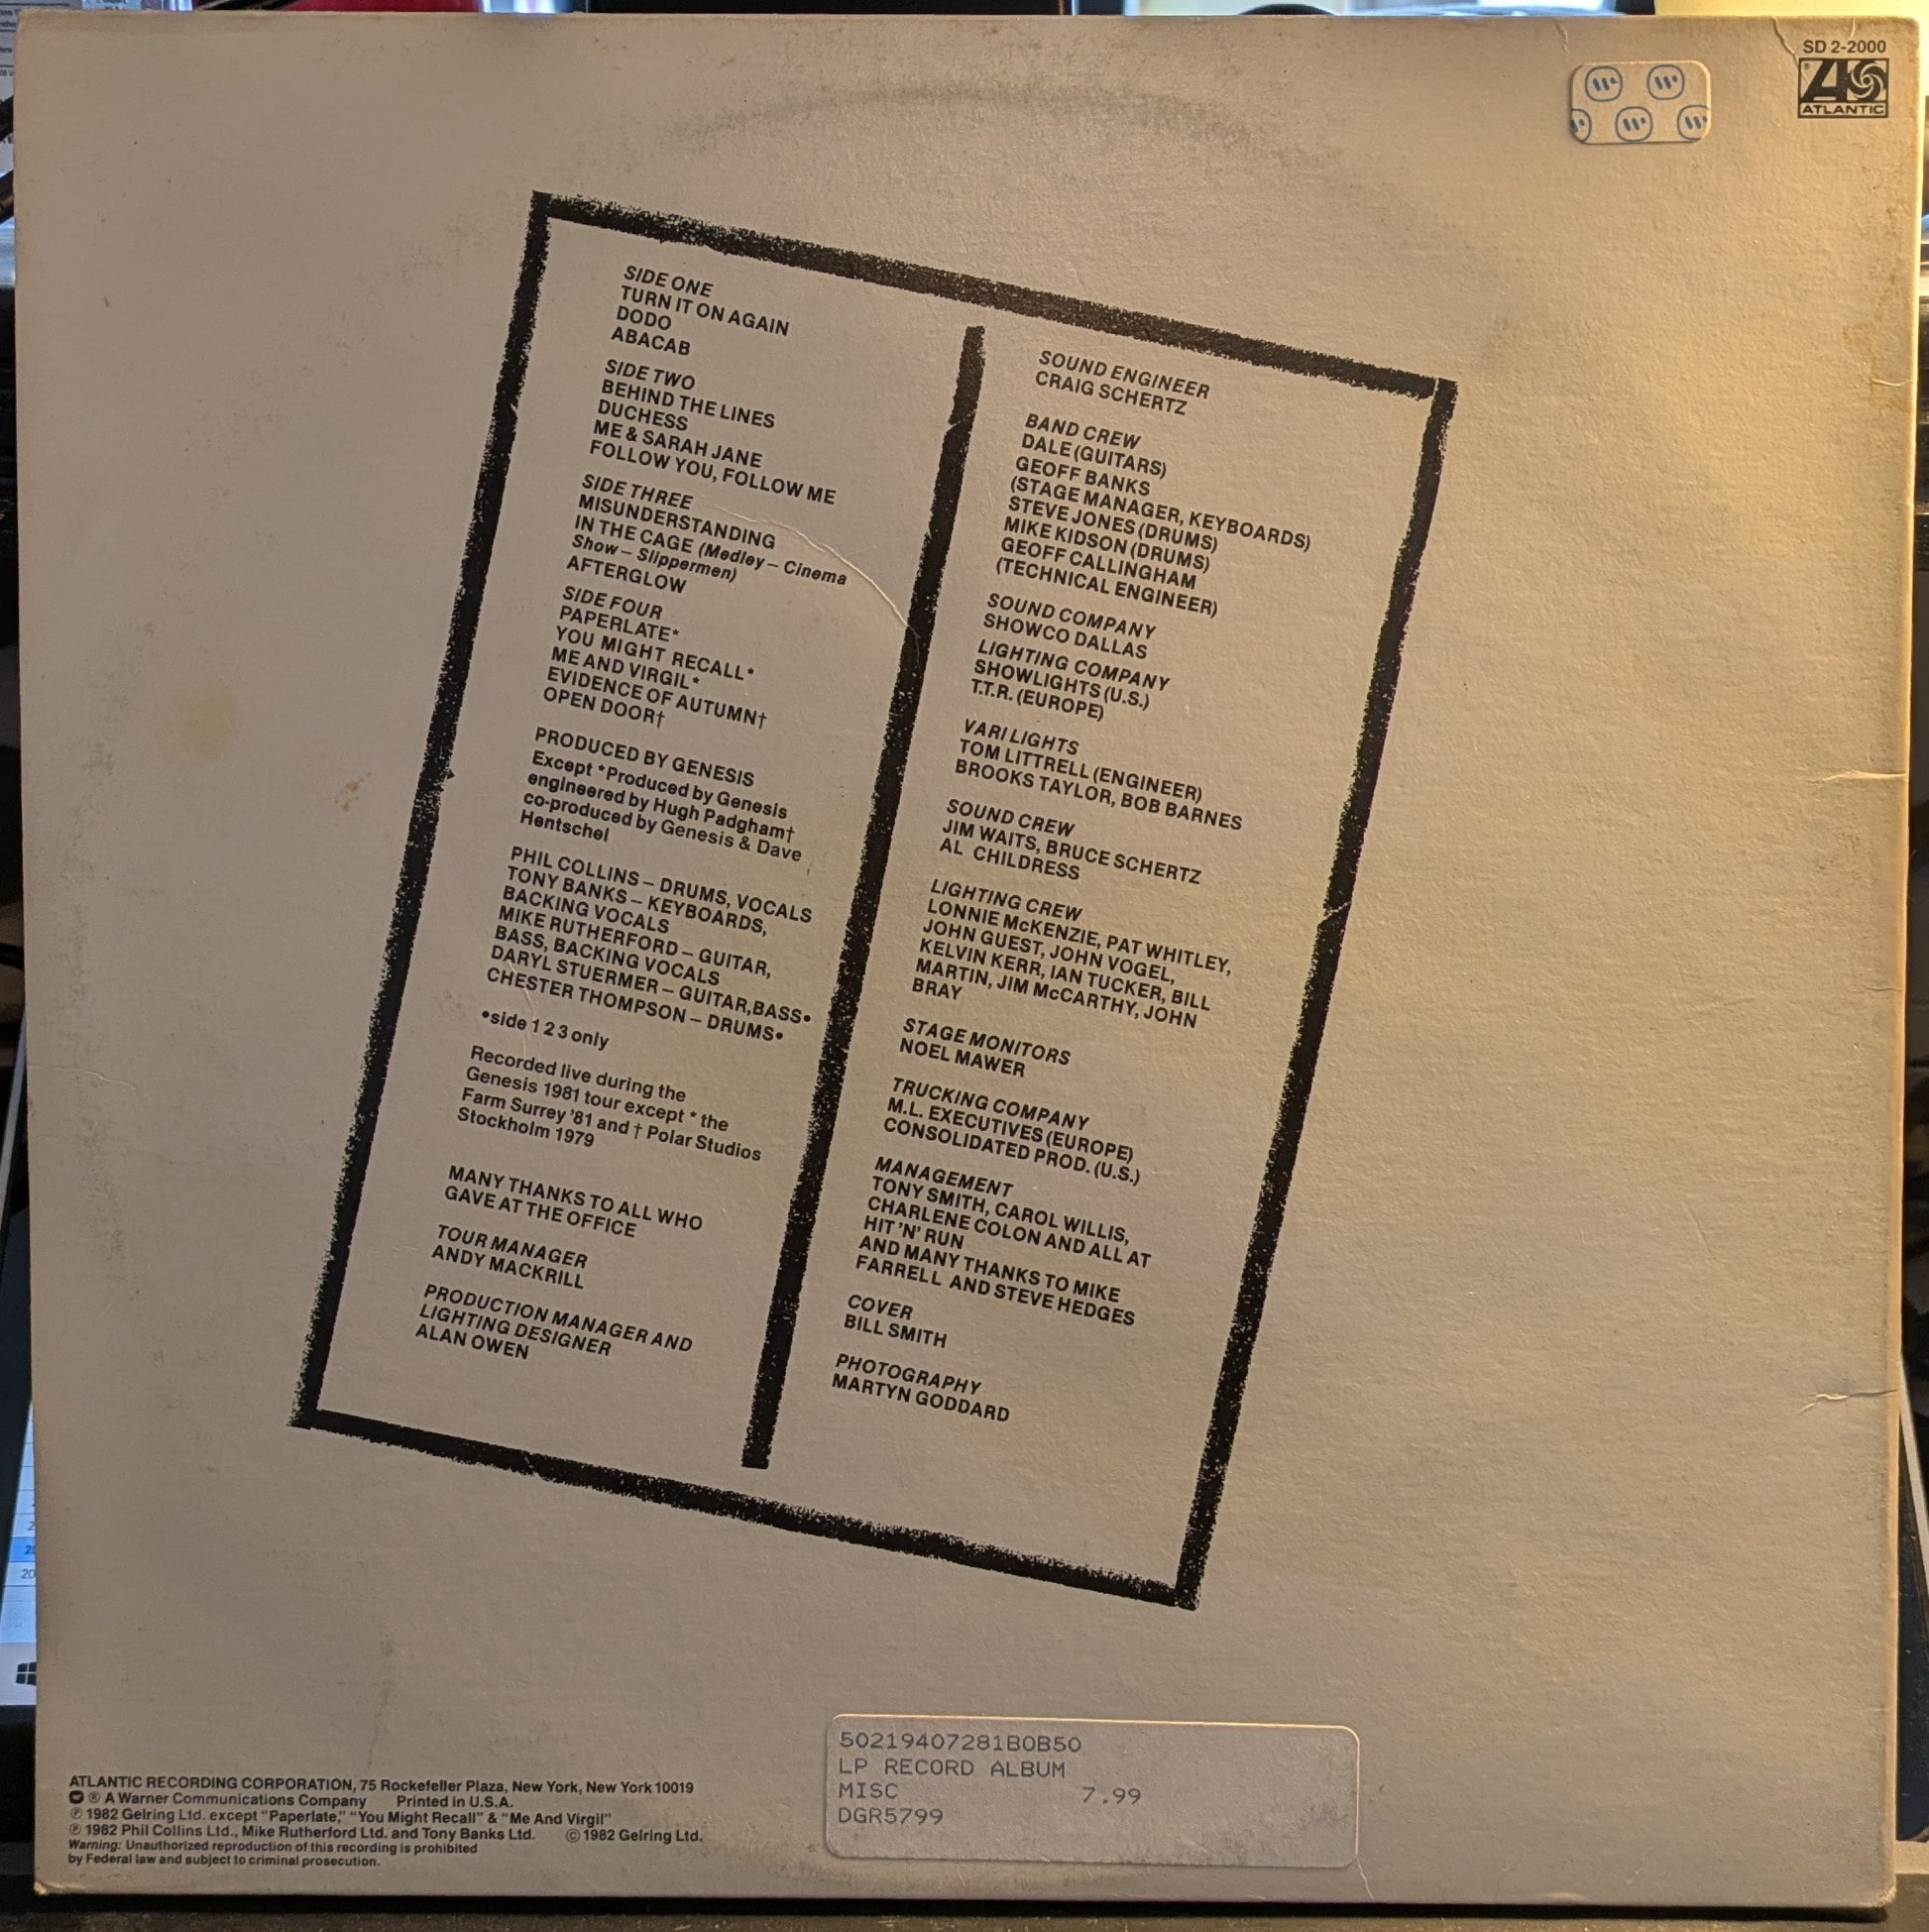 SD 2-2000
ATLANTIC
SIDE ONE
TURN IT ON AGAIN
DODO
ABACAB
SIDE TWO
BEHIND THE LINES
DUCHESS
ME & SARAH JANE
FOLLOW YOU, FOLLOW ME
SIDE THREE
MISUNDERSTANDING
IN THE CAGE (Medley – Cinema
Show – Slippermen)
AFTERGLOW
SIDE FOUR
PAPERLATE*
YOU MIGHT RECALL*
ME AND VIRGIL*
EVIDENCE OF AUTUMN†
OPEN DOOR†
PRODUCED BY GENESIS
Except *Produced by Genesis
engineered by Hugh Padgham†
co-produced by Genesis & Dave
Hentschel
PHIL COLLINS – DRUMS, VOCALS
TONY BANKS – KEYBOARDS,
BACKING VOCALS
MIKE RUTHERFORD – GUITAR,
BASS, BACKING VOCALS
DARYL STUERMER – GUITAR,BASS•
CHESTER THOMPSON – DRUMS•
•side 1 2 3 only
Recorded live during the
Genesis 1981 tour except * the
Farm Surrey '81 and † Polar Studios
Stockholm 1979
MANY THANKS TO ALL WHO
GAVE AT THE OFFICE
TOUR MANAGER
ANDY MACKRILL
PRODUCTION MANAGER AND
LIGHTING DESIGNER
ALAN OWEN
SOUND ENGINEER
CRAIG SCHERTZ
BAND CREW
DALE (GUITARS)
GEOFF BANKS
(STAGE MANAGER, KEYBOARDS)
STEVE JONES (DRUMS)
MIKE KIDSON (DRUMS)
GEOFF CALLINGHAM
(TECHNICAL ENGINEER)
SOUND COMPANY
SHOWCO DALLAS
LIGHTING COMPANY
SHOWLIGHTS (U.S.)
T.T.R. (EUROPE)
VARI LIGHTS
TOM LITTRELL (ENGINEER)
BROOKS TAYLOR, BOB BARNES
SOUND CREW
JIM WAITS, BRUCE SCHERTZ
AL CHILDRESS
LIGHTING CREW
LONNIE McKENZIE, PAT WHITLEY,
JOHN GUEST, JOHN VOGEL,
KELVIN KERR, IAN TUCKER, BILL
MARTIN, JIM McCARTHY, JOHN
BRAY
STAGE MONITORS
NOEL MAWER
TRUCKING COMPANY
M.L. EXECUTIVES (EUROPE)
CONSOLIDATED PROD. (U.S.)
MANAGEMENT
TONY SMITH, CAROL WILLIS,
CHARLENE COLON AND ALL AT
HIT 'N' RUN
AND MANY THANKS TO MIKE
FARRELL AND STEVE HEDGES
COVER
BILL SMITH
PHOTOGRAPHY
MARTYN GODDARD
50219407281B0B50
LP RECORD ALBUM
MISC 7.99
DGR5799
ATLANTIC RECORDING CORPORATION, 75 Rockefeller Plaza, New York, New York 10019
® A Warner Communications Company Printed in U.S.A.
℗ 1982 Gelring Ltd. except "Paperlate," "You Might Recall" & "Me And Virgil"
℗ 1982 Phil Collins Ltd., Mike Rutherford Ltd. and Tony Banks Ltd. © 1982 Gelring Ltd.
Warning: Unauthorized reproduction of this recording is prohibited
by Federal law and subject to criminal prosecution.